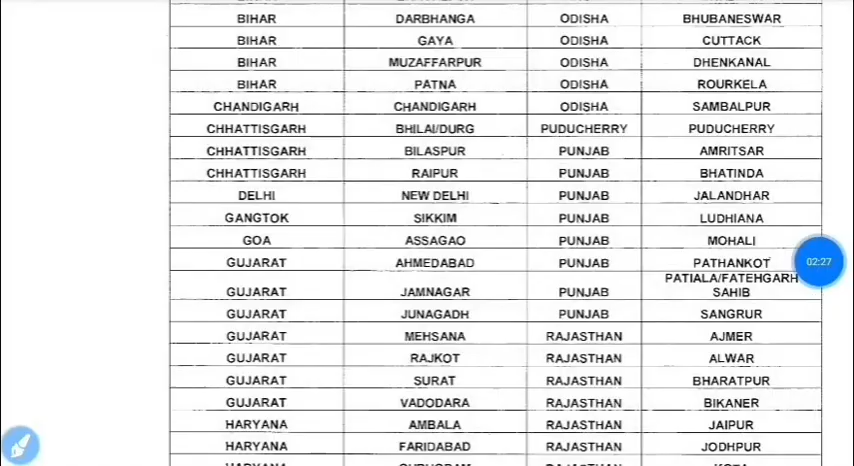 BIHAR DARBHANGA ODISHA BHUBANESWAR
BIHAR GAYA ODISHA CUTTACK
BIHAR MUZAFFARPUR ODISHA DHENKANAL
BIHAR PATNA ODISHA ROURKELA
CHANDIGARH CHANDIGARH ODISHA SAMBALPUR
CHHATTISGARH BHILAI/DURG PUDUCHERRY PUDUCHERRY
CHHATTISGARH BILASPUR PUNJAB AMRITSAR
CHHATTISGARH RAIPUR PUNJAB BHATINDA
DELHI NEW DELHI PUNJAB JALANDHAR
GANGTOK SIKKIM PUNJAB LUDHIANA
GOA ASSAGAO PUNJAB MOHALI
GUJARAT AHMEDABAD PUNJAB PATHANKOT
02:27
PATIALA/FATEHGARH
GUJARAT JAMNAGAR PUNJAB SAHIB
GUJARAT JUNAGADH PUNJAB SANGRUR
GUJARAT MEHSANA RAJASTHAN AJMER
GUJARAT RAJKOT RAJASTHAN ALWAR
GUJARAT SURAT RAJASTHAN BHARATPUR
GUJARAT VADODARA RAJASTHAN BIKANER
HARYANA AMBALA RAJASTHAN JAIPUR
HARYANA FARIDABAD RAJASTHAN JODHPUR